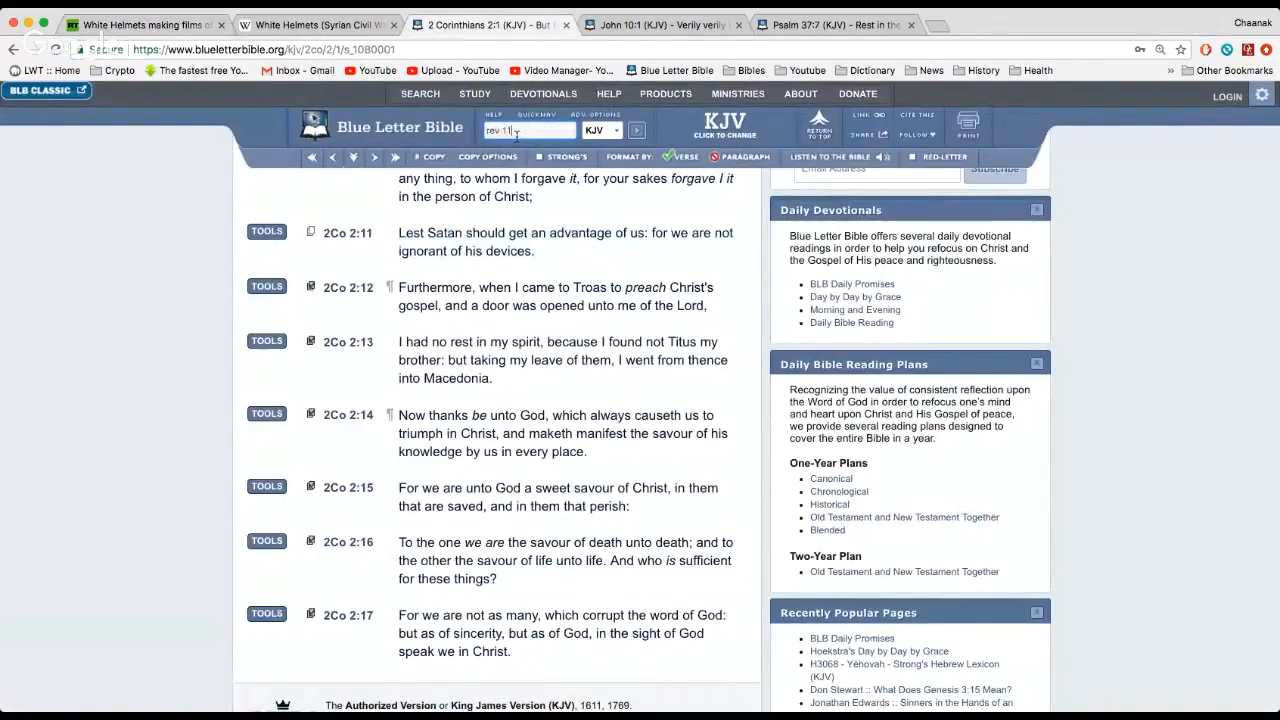 White Helmets making films of
White Helmets (Syrian Civil W
2 Corinthians 2:1 (KJV) - But I
John 10:1 (KJV) - Verily verily
Psalm 37:7 (KJV) - Rest in the
Chaanak
Secure https://www.blueletterbible.org/kjv/2co/2/1/s_1080001
LWT :: Home Crypto The fastest free Yo... Inbox - Gmail YouTube Upload - YouTube Video Manager- Yo... Blue Letter Bible Bibles Youtube Dictionary News History Health » Other Bookmarks
BLB CLASSIC
SEARCH STUDY DEVOTIONALS HELP PRODUCTS MINISTRIES ABOUT DONATE
LOGIN
HELP QUICKNAV ADV. OPTIONS
Blue Letter Bible
rev 11
KJV
KJV
CLICK TO CHANGE
RETURN
TO TOP
LINK
CITE THIS
SHARE
FOLLOW
PRINT
COPY COPY OPTIONS STRONG'S FORMAT BY: VERSE PARAGRAPH LISTEN TO THE BIBLE RED-LETTER
any thing, to whom I forgave it, for your sakes forgave I it
in the person of Christ;
TOOLS 2Co 2:11 Lest Satan should get an advantage of us: for we are not
ignorant of his devices.
TOOLS 2Co 2:12 ¶ Furthermore, when I came to Troas to preach Christ's
gospel, and a door was opened unto me of the Lord,
TOOLS 2Co 2:13 I had no rest in my spirit, because I found not Titus my
brother: but taking my leave of them, I went from thence
into Macedonia.
TOOLS 2Co 2:14 ¶ Now thanks be unto God, which always causeth us to
triumph in Christ, and maketh manifest the savour of his
knowledge by us in every place.
TOOLS 2Co 2:15 For we are unto God a sweet savour of Christ, in them
that are saved, and in them that perish:
TOOLS 2Co 2:16 To the one we are the savour of death unto death; and to
the other the savour of life unto life. And who is sufficient
for these things?
TOOLS 2Co 2:17 For we are not as many, which corrupt the word of God:
but as of sincerity, but as of God, in the sight of God
speak we in Christ.
The Authorized Version or King James Version (KJV), 1611, 1769.
Email Address
Subscribe
Daily Devotionals
Blue Letter Bible offers several daily devotional
readings in order to help you refocus on Christ and
the Gospel of His peace and righteousness.
BLB Daily Promises
Day by Day by Grace
Morning and Evening
Daily Bible Reading
Daily Bible Reading Plans
Recognizing the value of consistent reflection upon
the Word of God in order to refocus one's mind
and heart upon Christ and His Gospel of peace,
we provide several reading plans designed to
cover the entire Bible in a year.
One-Year Plans
Canonical
Chronological
Historical
Old Testament and New Testament Together
Blended
Two-Year Plan
Old Testament and New Testament Together
Recently Popular Pages
BLB Daily Promises
Hoekstra's Day by Day by Grace
H3068 - Yĕhovah - Strong's Hebrew Lexicon
(KJV)
Don Stewart :: What Does Genesis 3:15 Mean?
Jonathan Edwards :: Sinners in the Hands of an